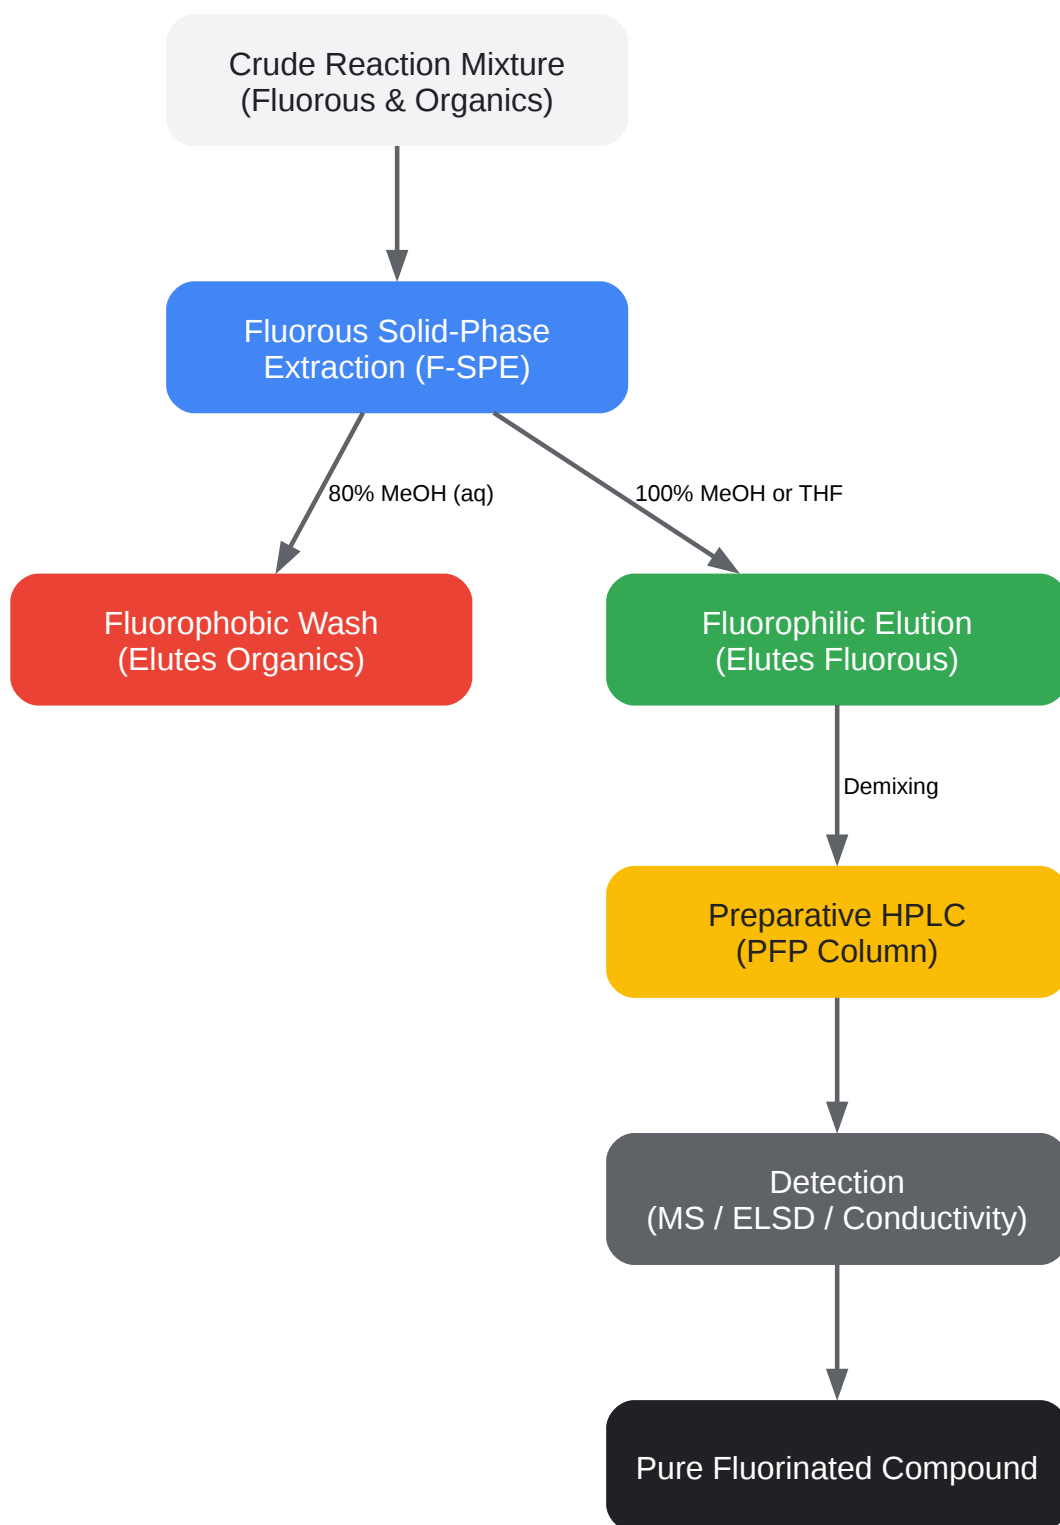 Crude Reaction Mixture
(Fluorous & Organics)
Fluorous Solid-Phase
Extraction (F-SPE)
80% MeOH (aq)
100% MeOH or THF
Fluorophobic Wash
(Elutes Organics)
Fluorophilic Elution
(Elutes Fluorous)
Demixing
Preparative HPLC
(PFP Column)
Detection
(MS / ELSD / Conductivity)
Pure Fluorinated Compound